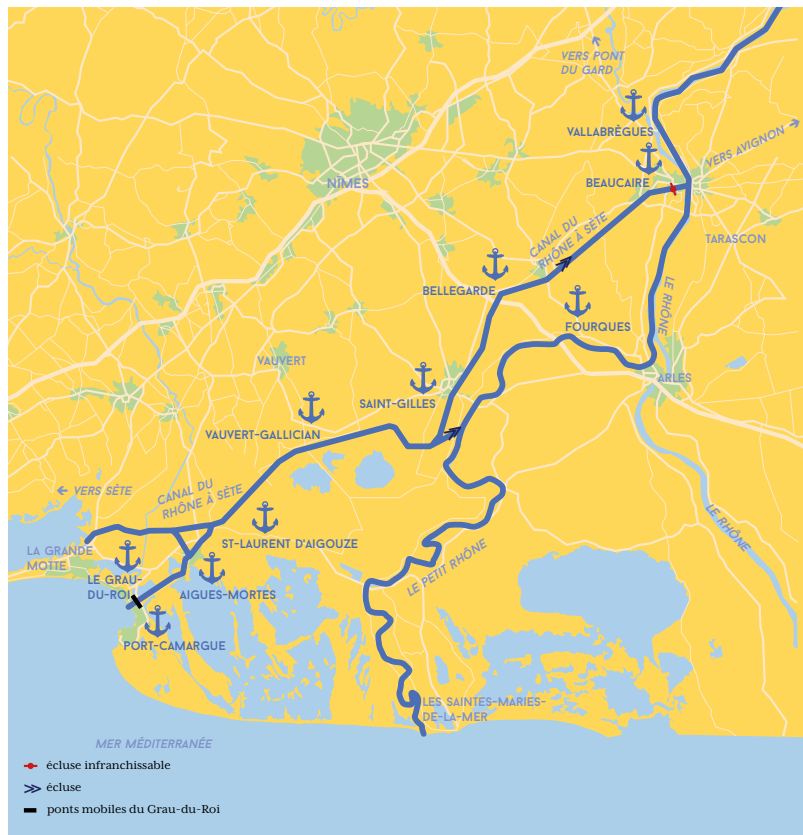 VERS PONT
DU GARD
VALLABRÈGUES
VERS AVIGNON →
BEAUCAIRE
NÎMES
TARASCON
CANAL DU
RHÔNE À SÈTE
BELLEGARDE
LE RHÔNE
FOURQUES
VAUVERT
ARLES
SAINT-GILLES
VAUVERT-GALLICIAN
← VERS SÈTE
CANAL DU
RHÔNE À SÈTE
LE RHÔNE
ST-LAURENT D'AIGOUZE
LA GRANDE
MOTTE
LE PETIT RHÔNE
LE GRAU-
DU-ROI
AIGUES-MORTES
PORT-CAMARGUE
LES SAINTES-MARIES-
DE-LA-MER
MER MÉDITERRANÉE
écluse infranchissable
écluse
ponts mobiles du Grau-du-Roi